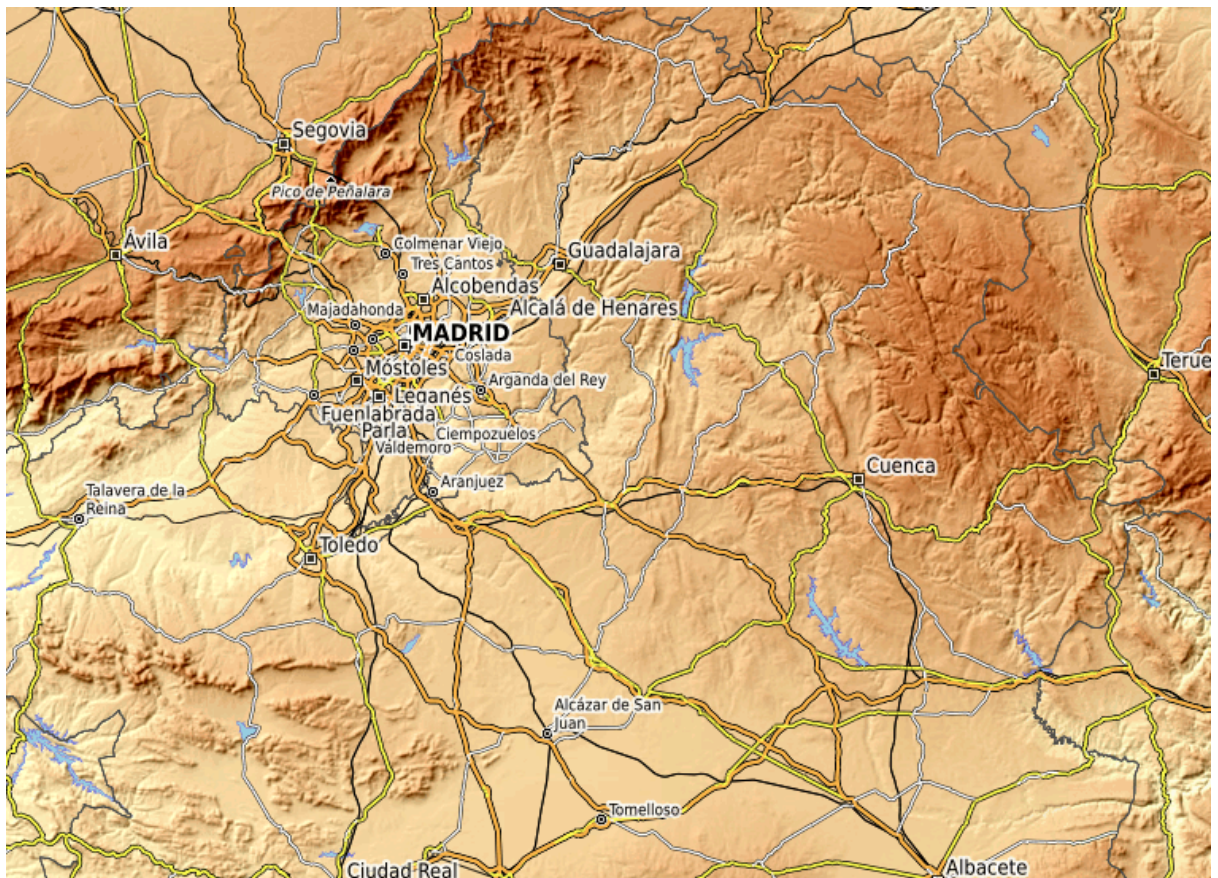 Segovia
Pico de Peñalara
Ávila
Colmenar Viejo
Tres Cantos
Guadalajara
Alcobendas
Majadahonda
Alcalá de Henares
MADRID
Coslada
Terue
Móstoles
Arganda del Rey
Leganés
Fuenlabrada
Parla
Ciempozuelos
Valdemoro
Cuenca
Aranjuez
Talavera de la
Reina
Toledo
Alcázar de San
Juan
Tomelloso
Ciudad Real
Albacete